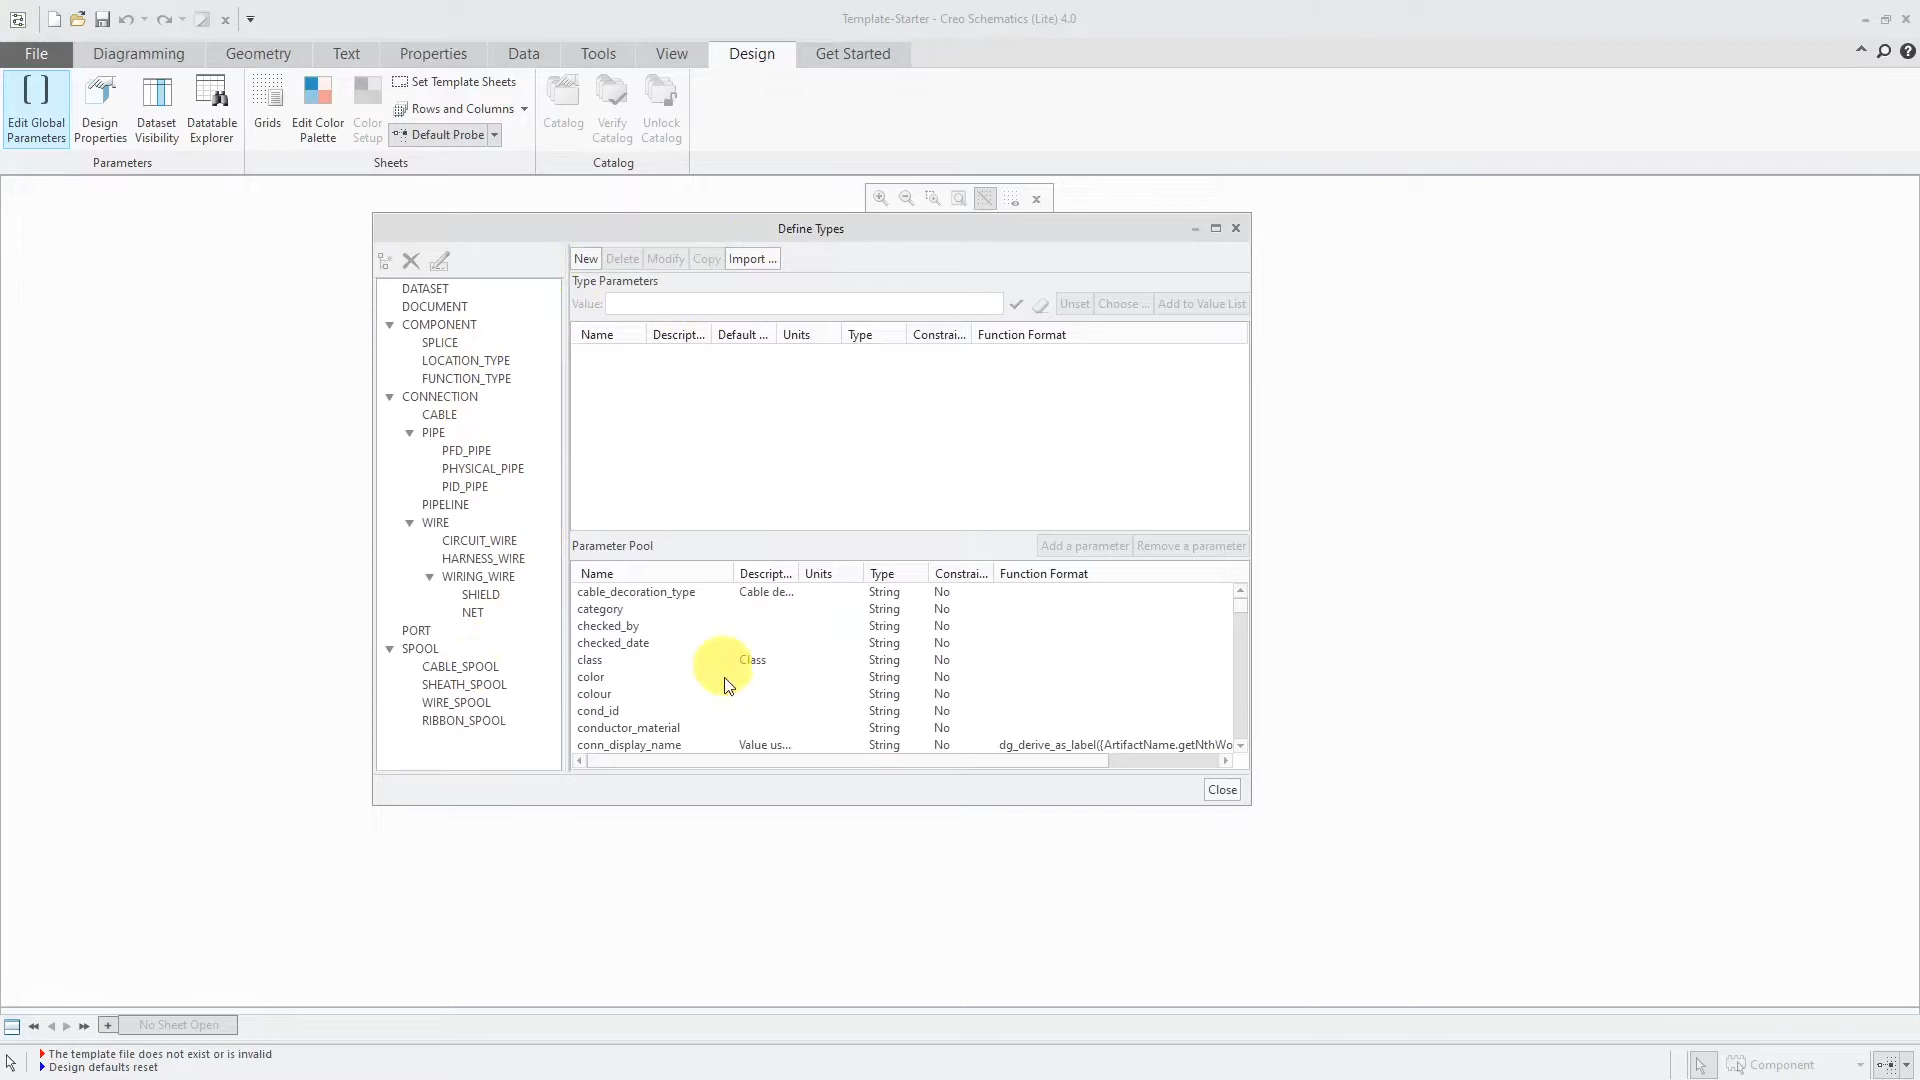 Template-Starter - Creo Schematics (Lite) 4.0
File Diagramming Geometry Text Properties Data Tools View Design Get Started
Edit Global Parameters
Design Properties
Dataset Visibility
Datatable Explorer
Parameters
Grids
Edit Color Palette
Color Setup
Set Template Sheets
Rows and Columns
Default Probe
Sheets
Catalog
Verify Catalog
Unlock Catalog
Catalog
Define Types
DATASET
DOCUMENT
COMPONENT
SPLICE
LOCATION_TYPE
FUNCTION_TYPE
CONNECTION
CABLE
PIPE
PFD_PIPE
PHYSICAL_PIPE
PID_PIPE
PIPELINE
WIRE
CIRCUIT_WIRE
HARNESS_WIRE
WIRING_WIRE
SHIELD
NET
PORT
SPOOL
CABLE_SPOOL
SHEATH_SPOOL
WIRE_SPOOL
RIBBON_SPOOL
New Delete Modify Copy Import ...
Type Parameters
Value: Unset Choose ... Add to Value List
Name Descript... Default ... Units Type Constrai... Function Format
Parameter Pool Add a parameter Remove a parameter
Name Descript... Units Type Constrai... Function Format
cable_decoration_type Cable de... String No
category String No
checked_by String No
checked_date String No
class Class String No
color String No
colour String No
cond_id String No
conductor_material String No
conn_display_name Value us... String No dg_derive_as_label({ArtifactName.getNthWo
Close
No Sheet Open
The template file does not exist or is invalid
Design defaults reset
Component